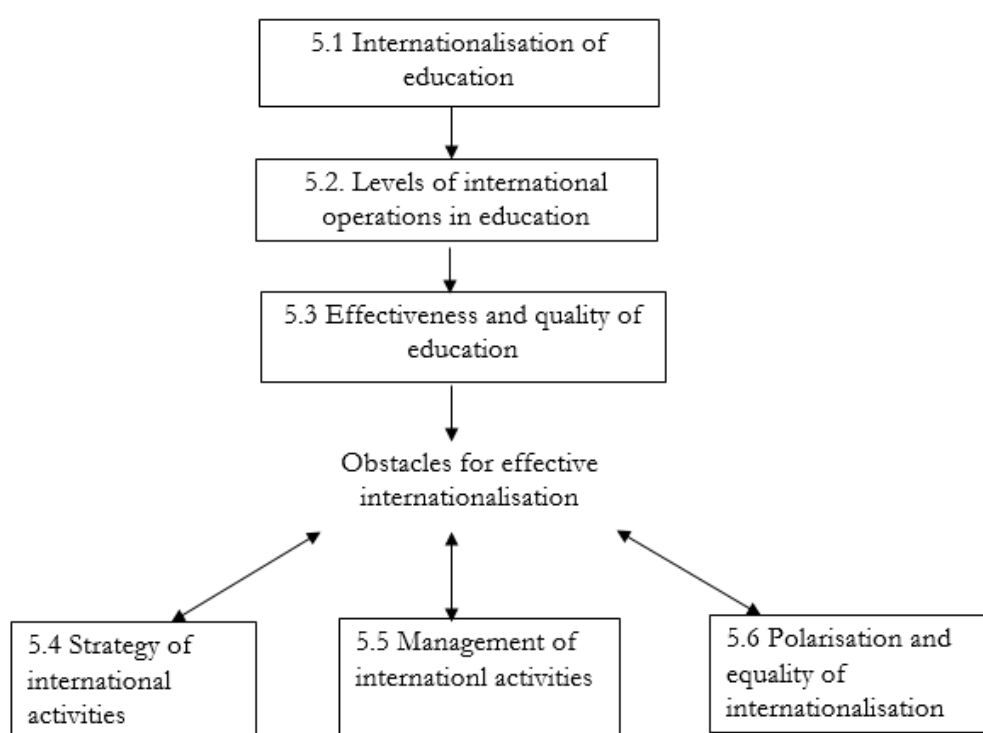 5.1 Internationalisation of
education
5.2. Levels of international
operations in education
5.3 Effectiveness and quality of
education
Obstacles for effective
internationalisation
5.4 Strategy of
international
activities
5.5 Management of
internationl activities
5.6 Polarisation and
equality of
internationalisation